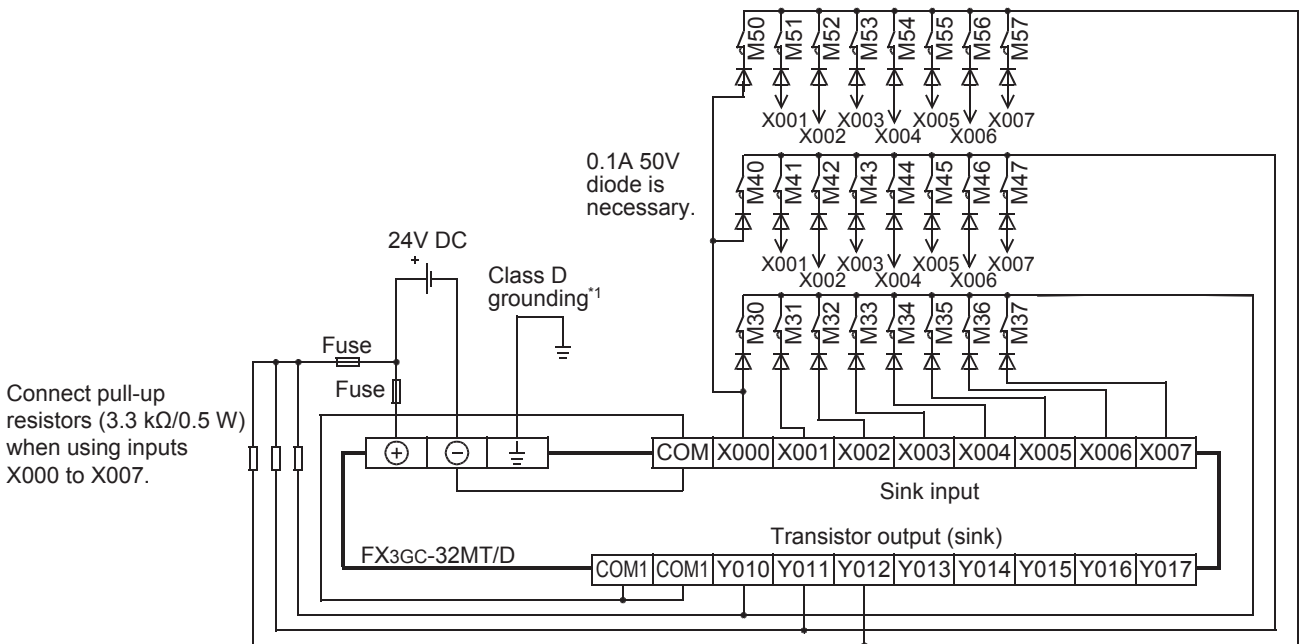 M50 M51 M52 M53 M54 M55 M56 M57
X001 X003 X005 X007
X002 X004 X006
0.1A 50V
diode is
necessary.
M40 M41 M42 M43 M44 M45 M46 M47
X001 X003 X005 X007
X002 X004 X006
24V DC
+
Class D
grounding*1
M30 M31 M32 M33 M34 M35 M36 M37
Fuse
Fuse
Connect pull-up
resistors (3.3 kΩ/0.5 W)
when using inputs
X000 to X007.
+ −
COM X000 X001 X002 X003 X004 X005 X006 X007
Sink input
Transistor output (sink)
FX3GC-32MT/D
COM1 COM1 Y010 Y011 Y012 Y013 Y014 Y015 Y016 Y017